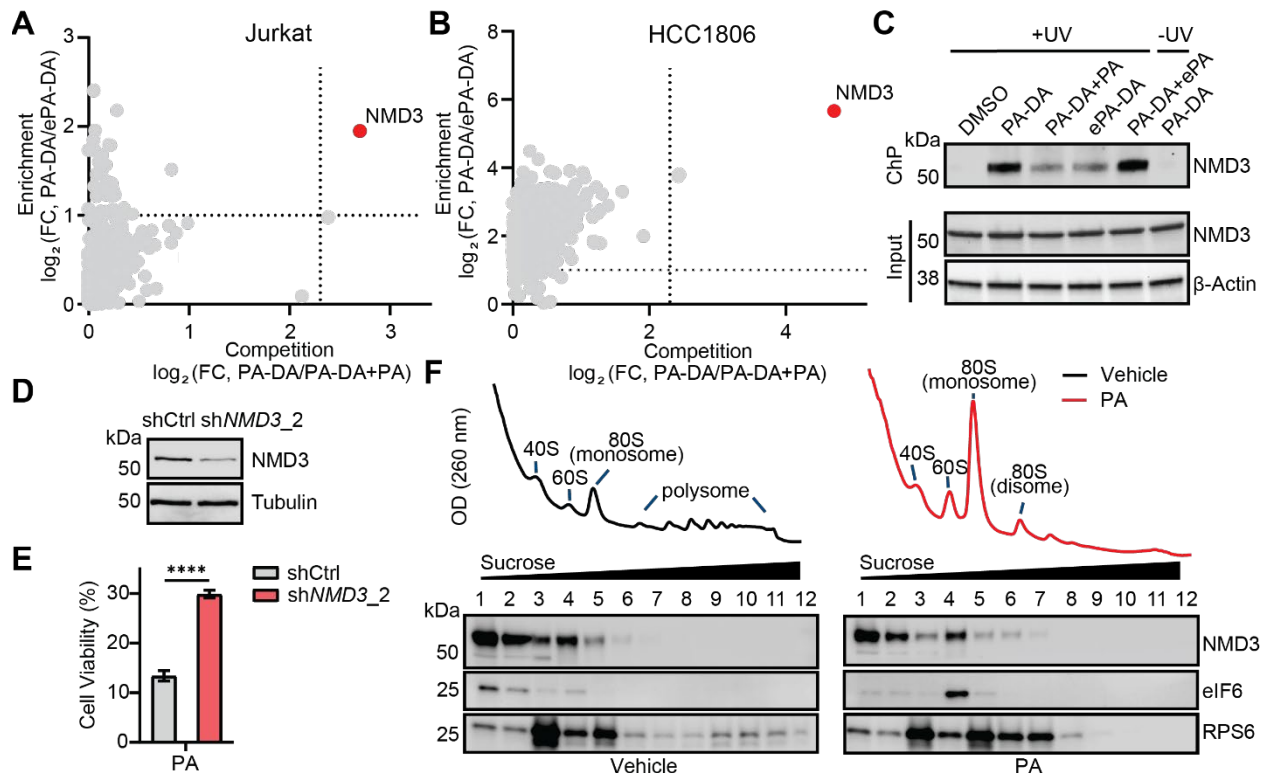 A
Jurkat
Enrichment
log₂ (FC, PA-DA/ePA-DA)
3
2
1
0
NMD3
0
1
2
3
Competition
log₂ (FC, PA-DA/PA-DA+PA)
B
HCC1806
Enrichment
log₂ (FC, PA-DA/ePA-DA)
8
6
4
2
0
NMD3
0
2
4
Competition
log₂ (FC, PA-DA/PA-DA+PA)
C
+UV
-UV
DMSO
PA-DA
PA-DA+PA
ePA-DA
PA-DA+ePA
PA-DA
kDa
ChP
50
NMD3
Input
50
NMD3
38
β-Actin
D
shCtrl shNMD3_2
kDa
50
NMD3
50
Tubulin
E
Cell Viability (%)
30
20
10
0
****
PA
shCtrl
shNMD3_2
F
OD (260 nm)
40S
60S
80S
(monosome)
polysome
40S
60S
80S
(monosome)
80S
(disome)
Vehicle
PA
Sucrose
1 2 3 4 5 6 7 8 9 10 11 12
Sucrose
1 2 3 4 5 6 7 8 9 10 11 12
kDa
50
NMD3
25
eIF6
25
RPS6
Vehicle
PA